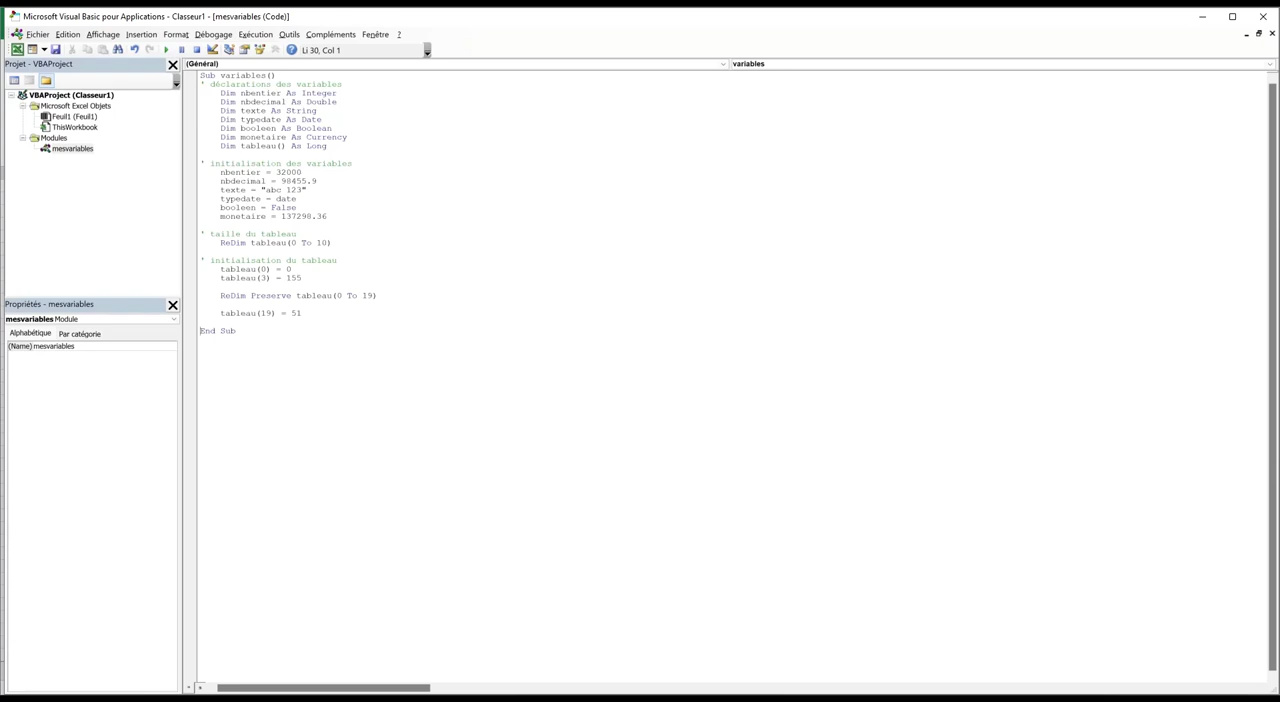 Microsoft Visual Basic pour Applications - Classeur1 - [mesvariables (Code)]
Fichier Edition Affichage Insertion Format Débogage Exécution Outils Compléments Fenêtre ?
Li 30, Col 1
Projet - VBAProject
VBAProject (Classeur1)
Microsoft Excel Objets
Feuil1 (Feuil1)
ThisWorkbook
Modules
mesvariables
Propriétés - mesvariables
mesvariables Module
Alphabétique Par catégorie
(Name) mesvariables
(Général) variables
Sub variables()
' déclarations des variables
Dim nbentier As Integer
Dim nbdecimal As Double
Dim texte As String
Dim typedate As Date
Dim booleen As Boolean
Dim monetaire As Currency
Dim tableau() As Long
' initialisation des variables
nbentier = 32000
nbdecimal = 98455.9
texte = "abc 123"
typedate = date
booleen = False
monetaire = 137298.36
' taille du tableau
ReDim tableau(0 To 10)
' initialisation du tableau
tableau(0) = 0
tableau(3) = 155
ReDim Preserve tableau(0 To 19)
tableau(19) = 51
End Sub